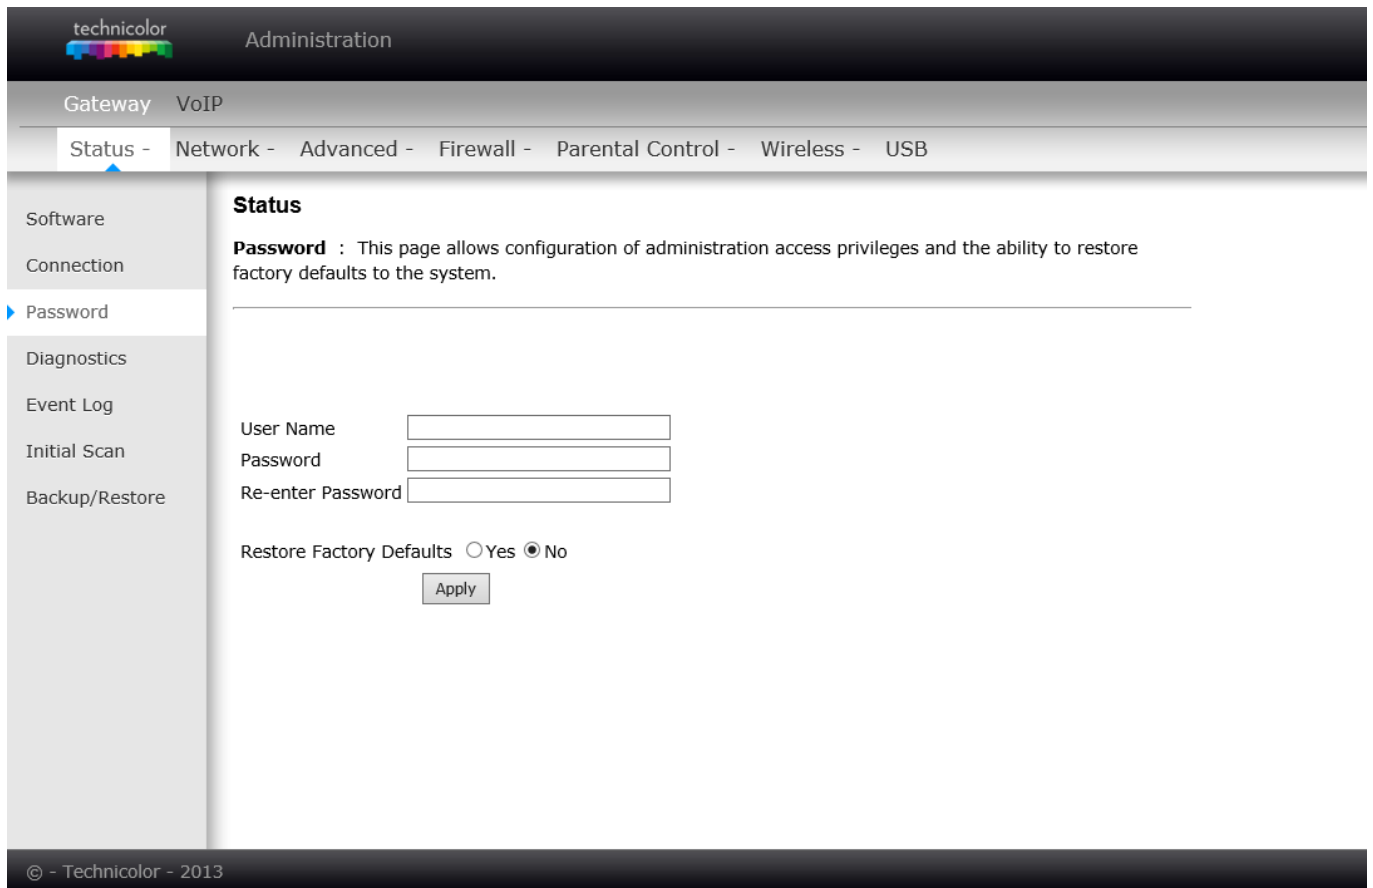 technicolor
Administration
Gateway VoIP
Status - Network - Advanced - Firewall - Parental Control - Wireless - USB
Software
Connection
Password
Diagnostics
Event Log
Initial Scan
Backup/Restore
Status
Password : This page allows configuration of administration access privileges and the ability to restore
factory defaults to the system.
User Name
Password
Re-enter Password
Restore Factory Defaults Yes No
Apply
© - Technicolor - 2013